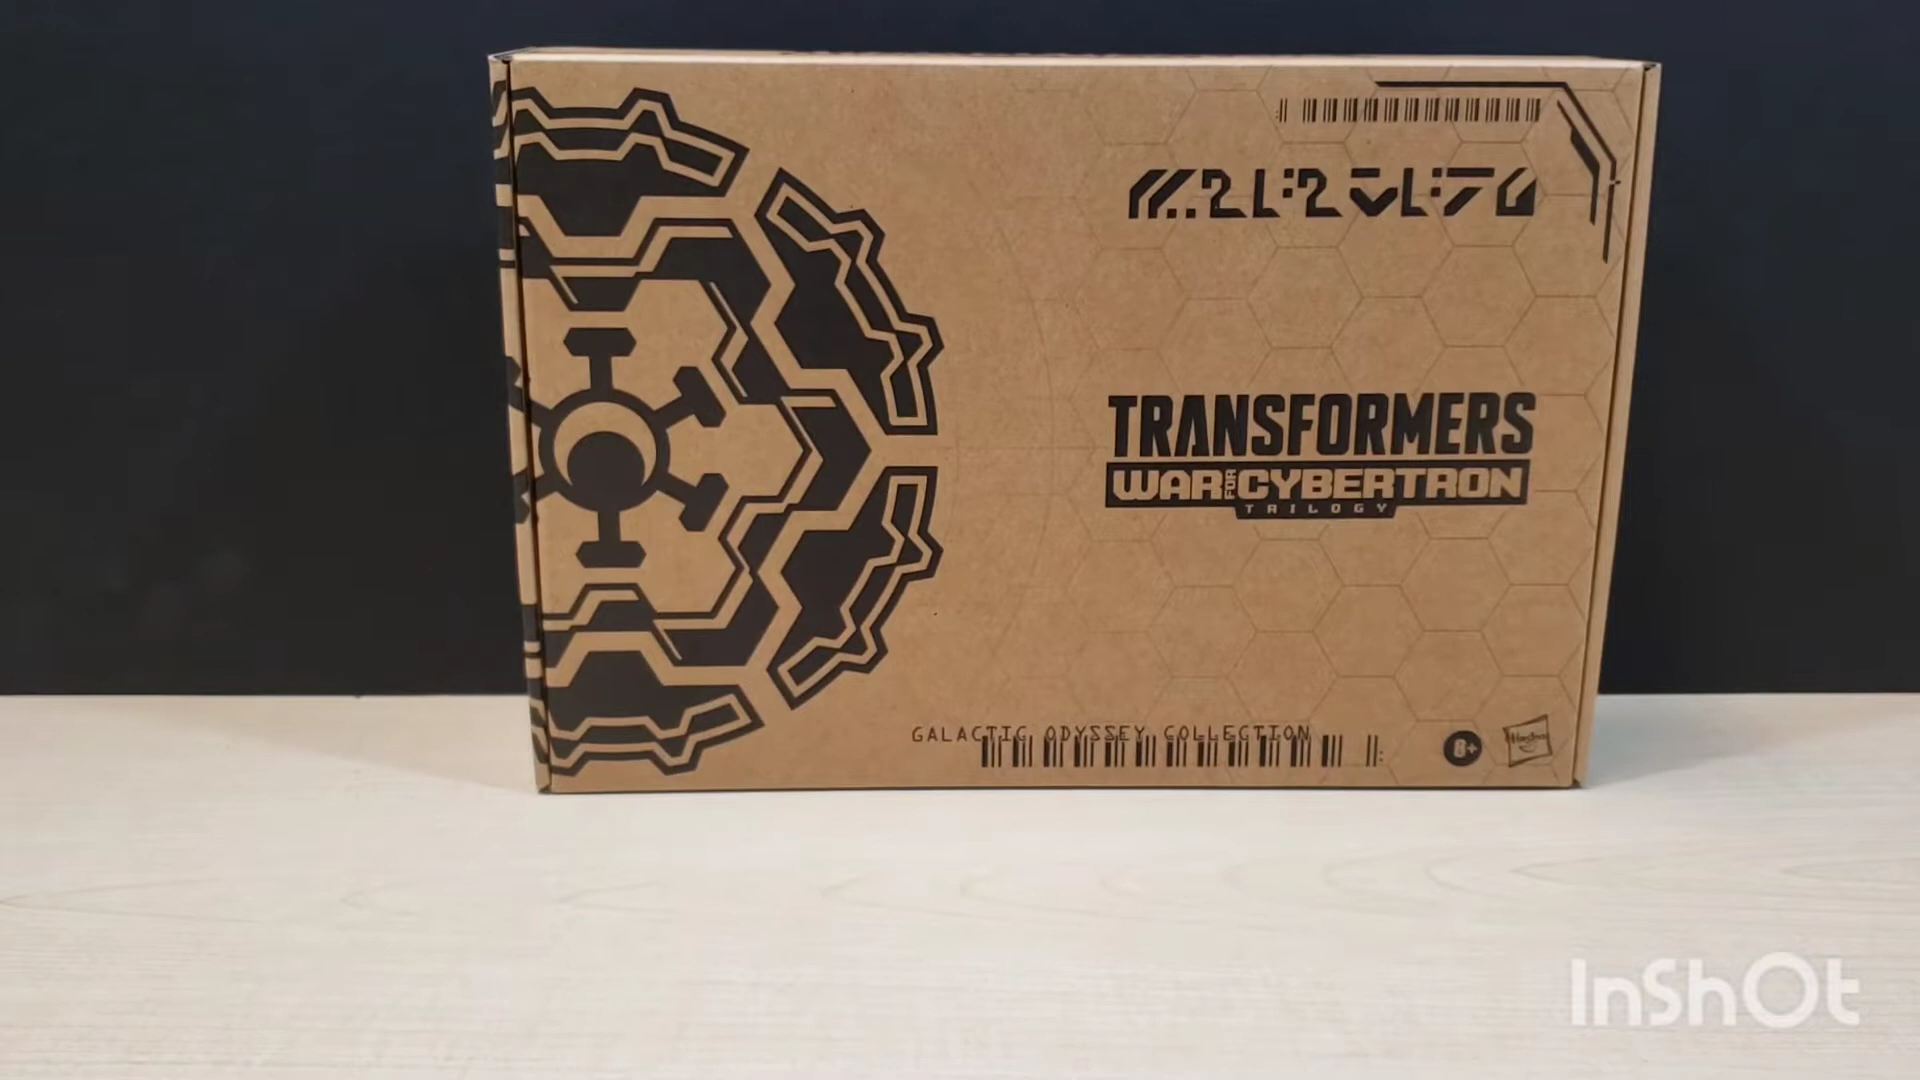 TRANSFORMERS
WAR FOR CYBERTRON
TRILOGY
GALACTIC ODYSSEY COLLECTION
8+
Hasbro
InShOt